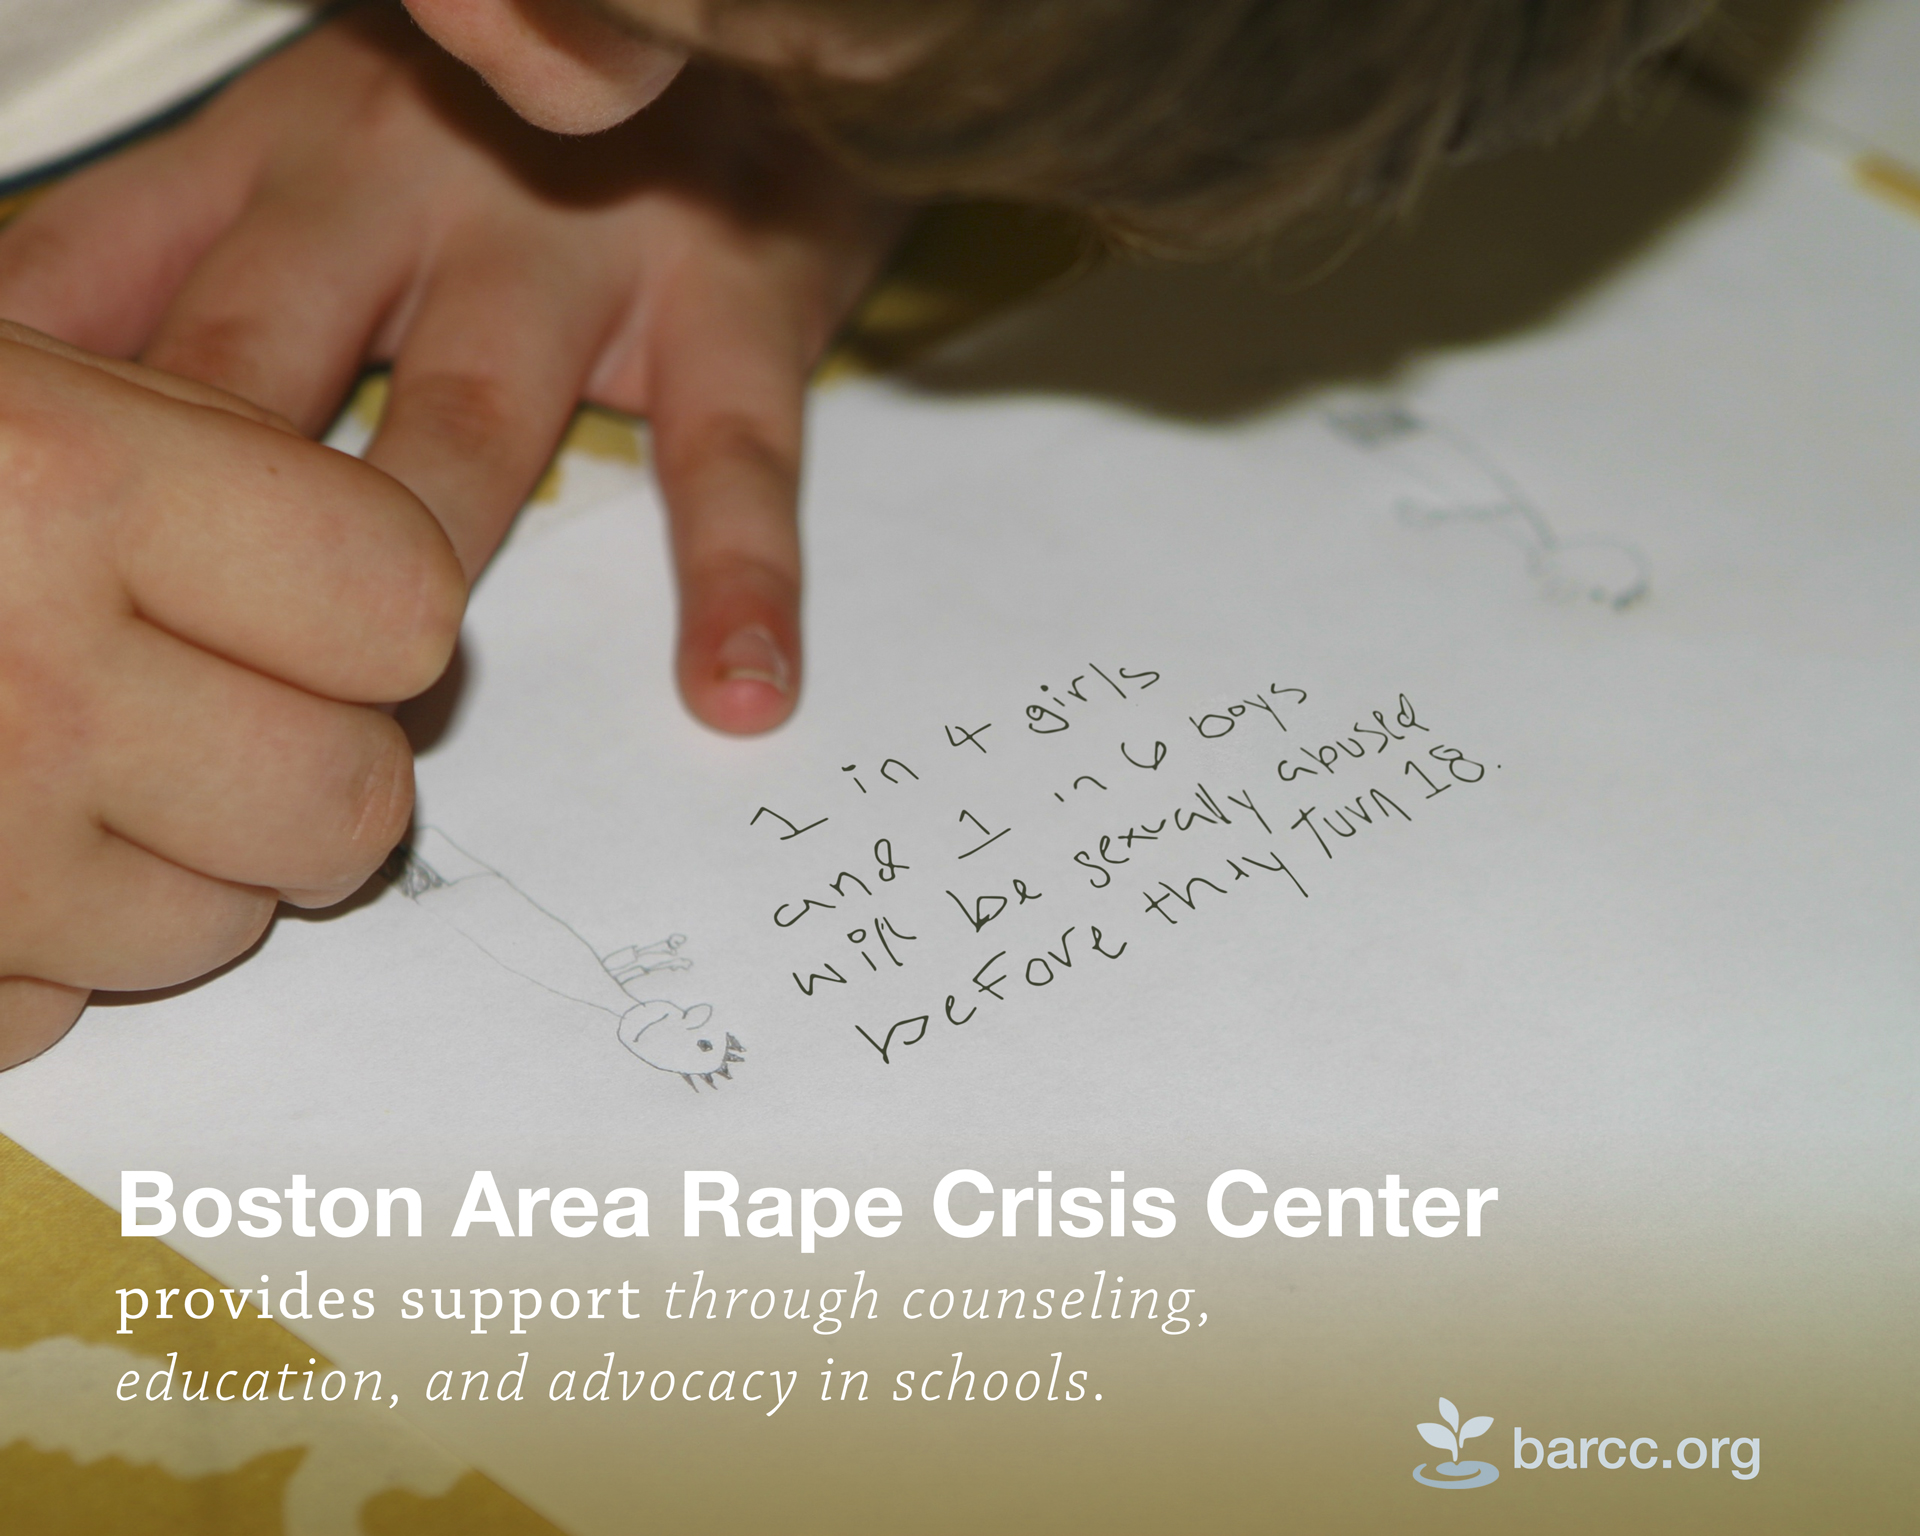 1 in 4 girls
and 1 in 6 boys
will be sexually abused
before they turn 18.
Boston Area Rape Crisis Center
provides support through counseling,
education, and advocacy in schools.
barcc.org